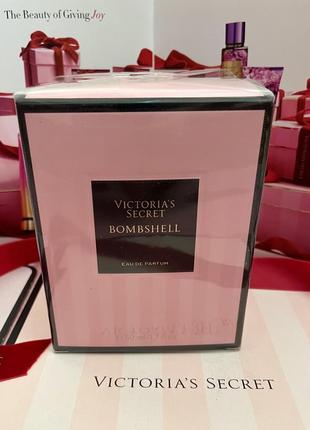 The Beauty of Giving Joy
VICTORIA'S
SECRET
BOMBSHELL
EAU DE PARFUM
VICTORIA'S SECRET